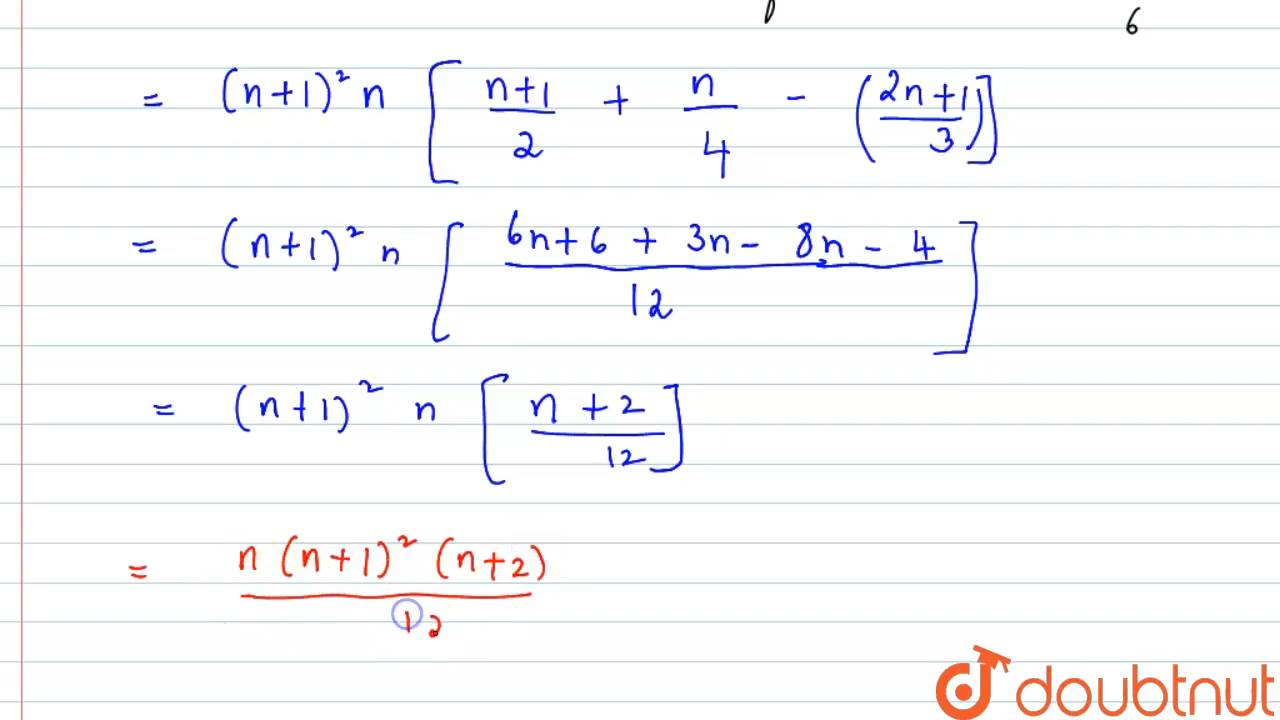 6
= (n+1)² n [ (n+1)/2 + n/4 - ((2n+1)/3) ]
= (n+1)² n [ (6n+6 + 3n - 8n - 4)/12 ]
= (n+1)² n [ (n+2)/12 ]
= n (n+1)² (n+2)/12
doubtnut